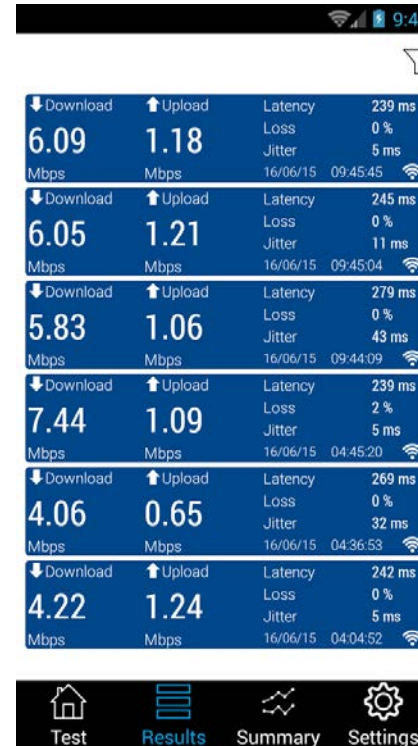 9:4
Download Upload Latency 239 ms
6.09 1.18 Loss 0 %
Jitter 5 ms
Mbps Mbps 16/06/15 09:45:45
Download Upload Latency 245 ms
6.05 1.21 Loss 0 %
Jitter 11 ms
Mbps Mbps 16/06/15 09:45:04
Download Upload Latency 279 ms
5.83 1.06 Loss 0 %
Jitter 43 ms
Mbps Mbps 16/06/15 09:44:09
Download Upload Latency 239 ms
7.44 1.09 Loss 2 %
Jitter 5 ms
Mbps Mbps 16/06/15 04:45:20
Download Upload Latency 269 ms
4.06 0.65 Loss 0 %
Jitter 32 ms
Mbps Mbps 16/06/15 04:36:53
Download Upload Latency 242 ms
4.22 1.24 Loss 0 %
Jitter 5 ms
Mbps Mbps 16/06/15 04:04:52
Test Results Summary Settings